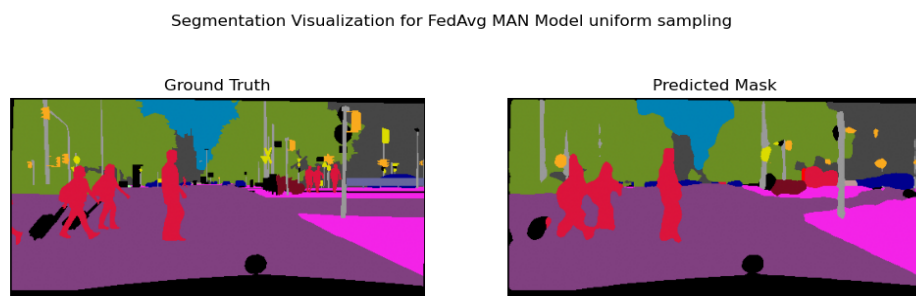 Segmentation Visualization for FedAvg MAN Model uniform sampling
Ground Truth
Predicted Mask